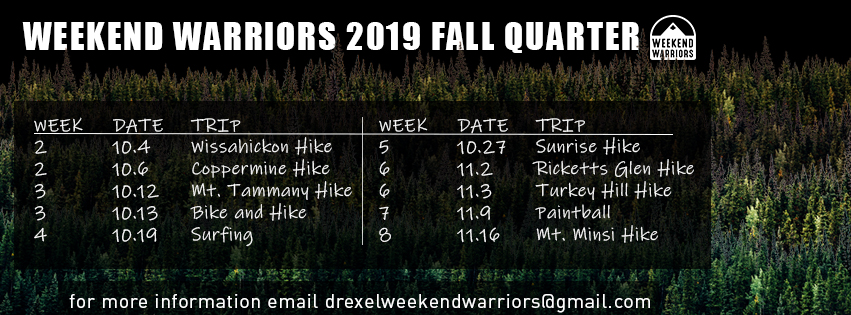 WEEKEND WARRIORS 2019 FALL QUARTER
WEEKEND
WARRIORS
WEEK DATE TRIP
2 10.4 Wissahickon Hike
2 10.6 Coppermine Hike
3 10.12 Mt. Tammany Hike
3 10.13 Bike and Hike
4 10.19 Surfing
WEEK DATE TRIP
5 10.27 Sunrise Hike
6 11.2 Ricketts Glen Hike
6 11.3 Turkey Hill Hike
7 11.9 Paintball
8 11.16 Mt. Minsi Hike
for more information email drexelweekendwarriors@gmail.com